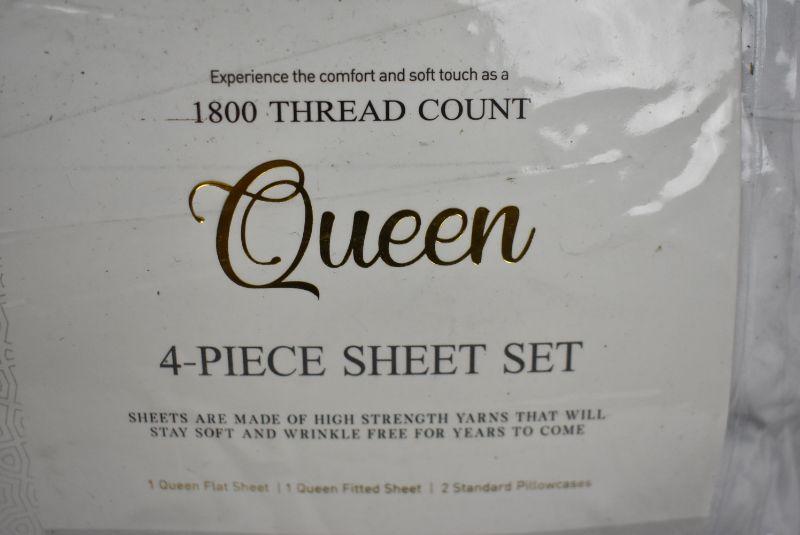 Experience the comfort and soft touch as a
1800 THREAD COUNT
Queen
4-PIECE SHEET SET
SHEETS ARE MADE OF HIGH STRENGTH YARNS THAT WILL
STAY SOFT AND WRINKLE FREE FOR YEARS TO COME
1 Queen Flat Sheet | 1 Queen Fitted Sheet | 2 Standard Pillowcases